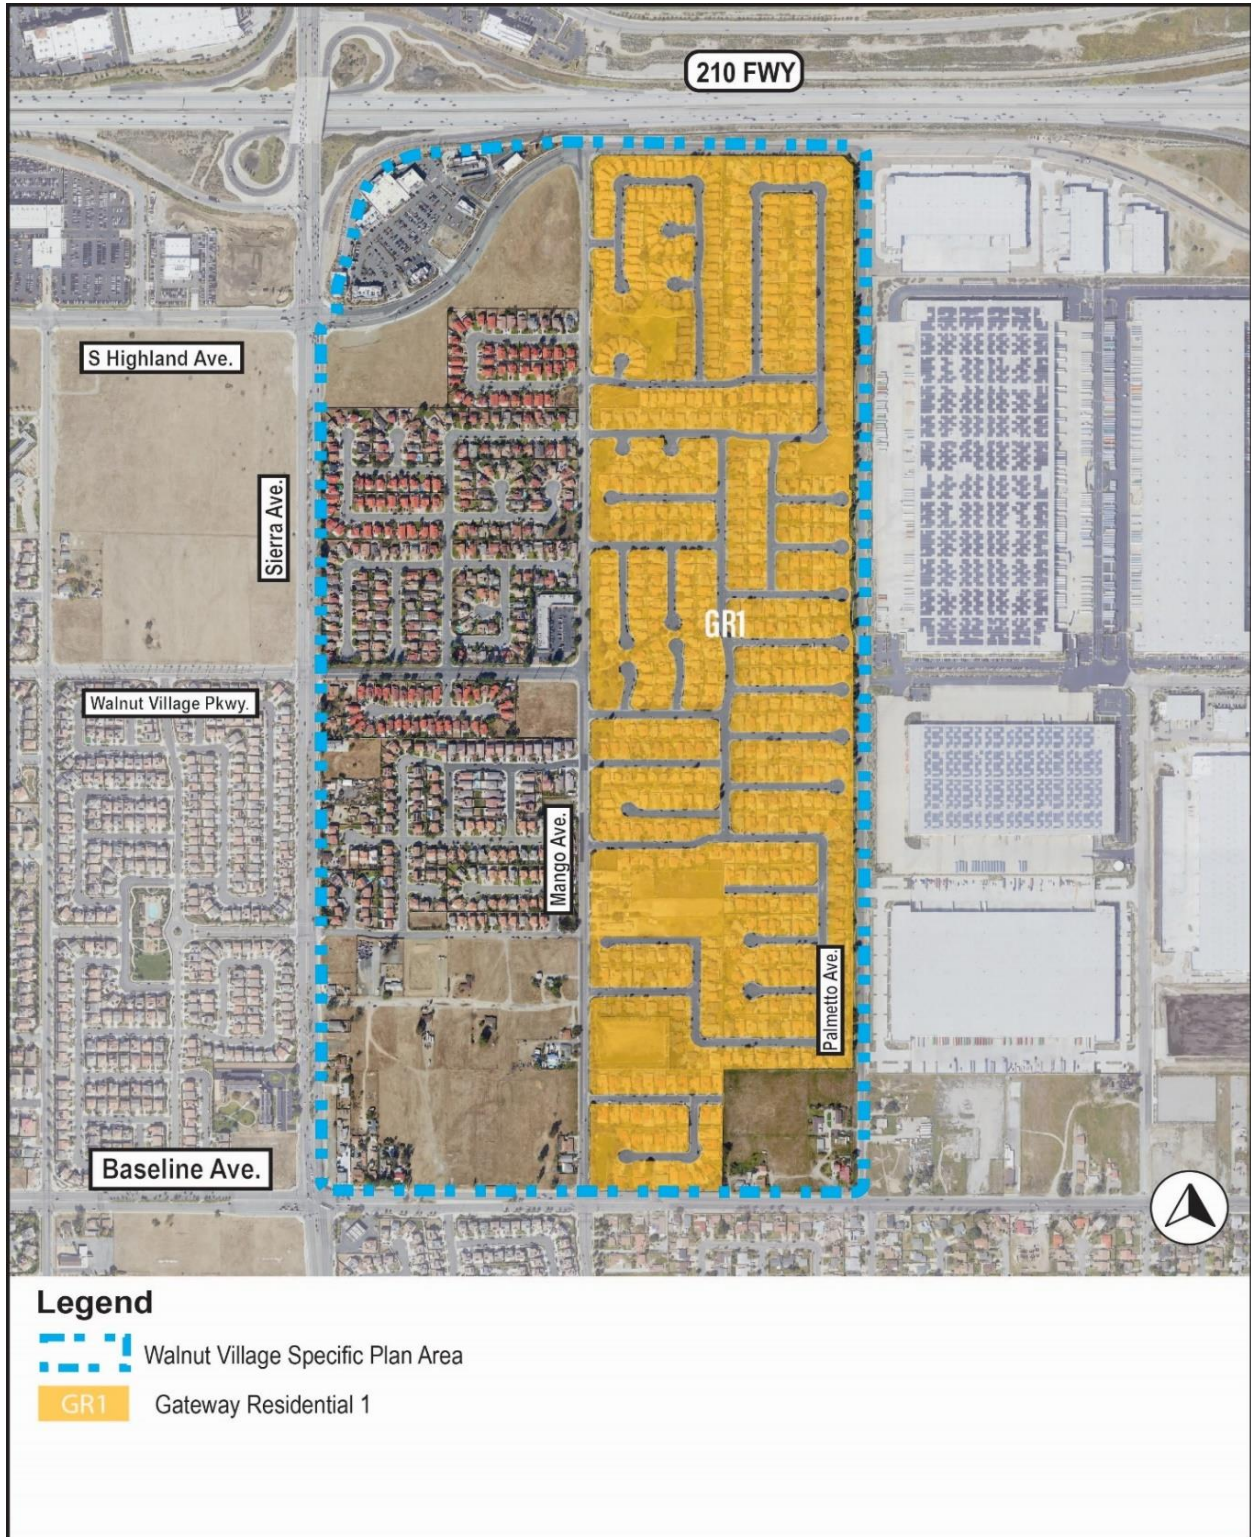 210 FWY
S Highland Ave.
Sierra Ave.
GR1
Walnut Village Pkwy.
Mango Ave.
Palmetto Ave.
Baseline Ave.
Legend
Walnut Village Specific Plan Area
GR1 Gateway Residential 1